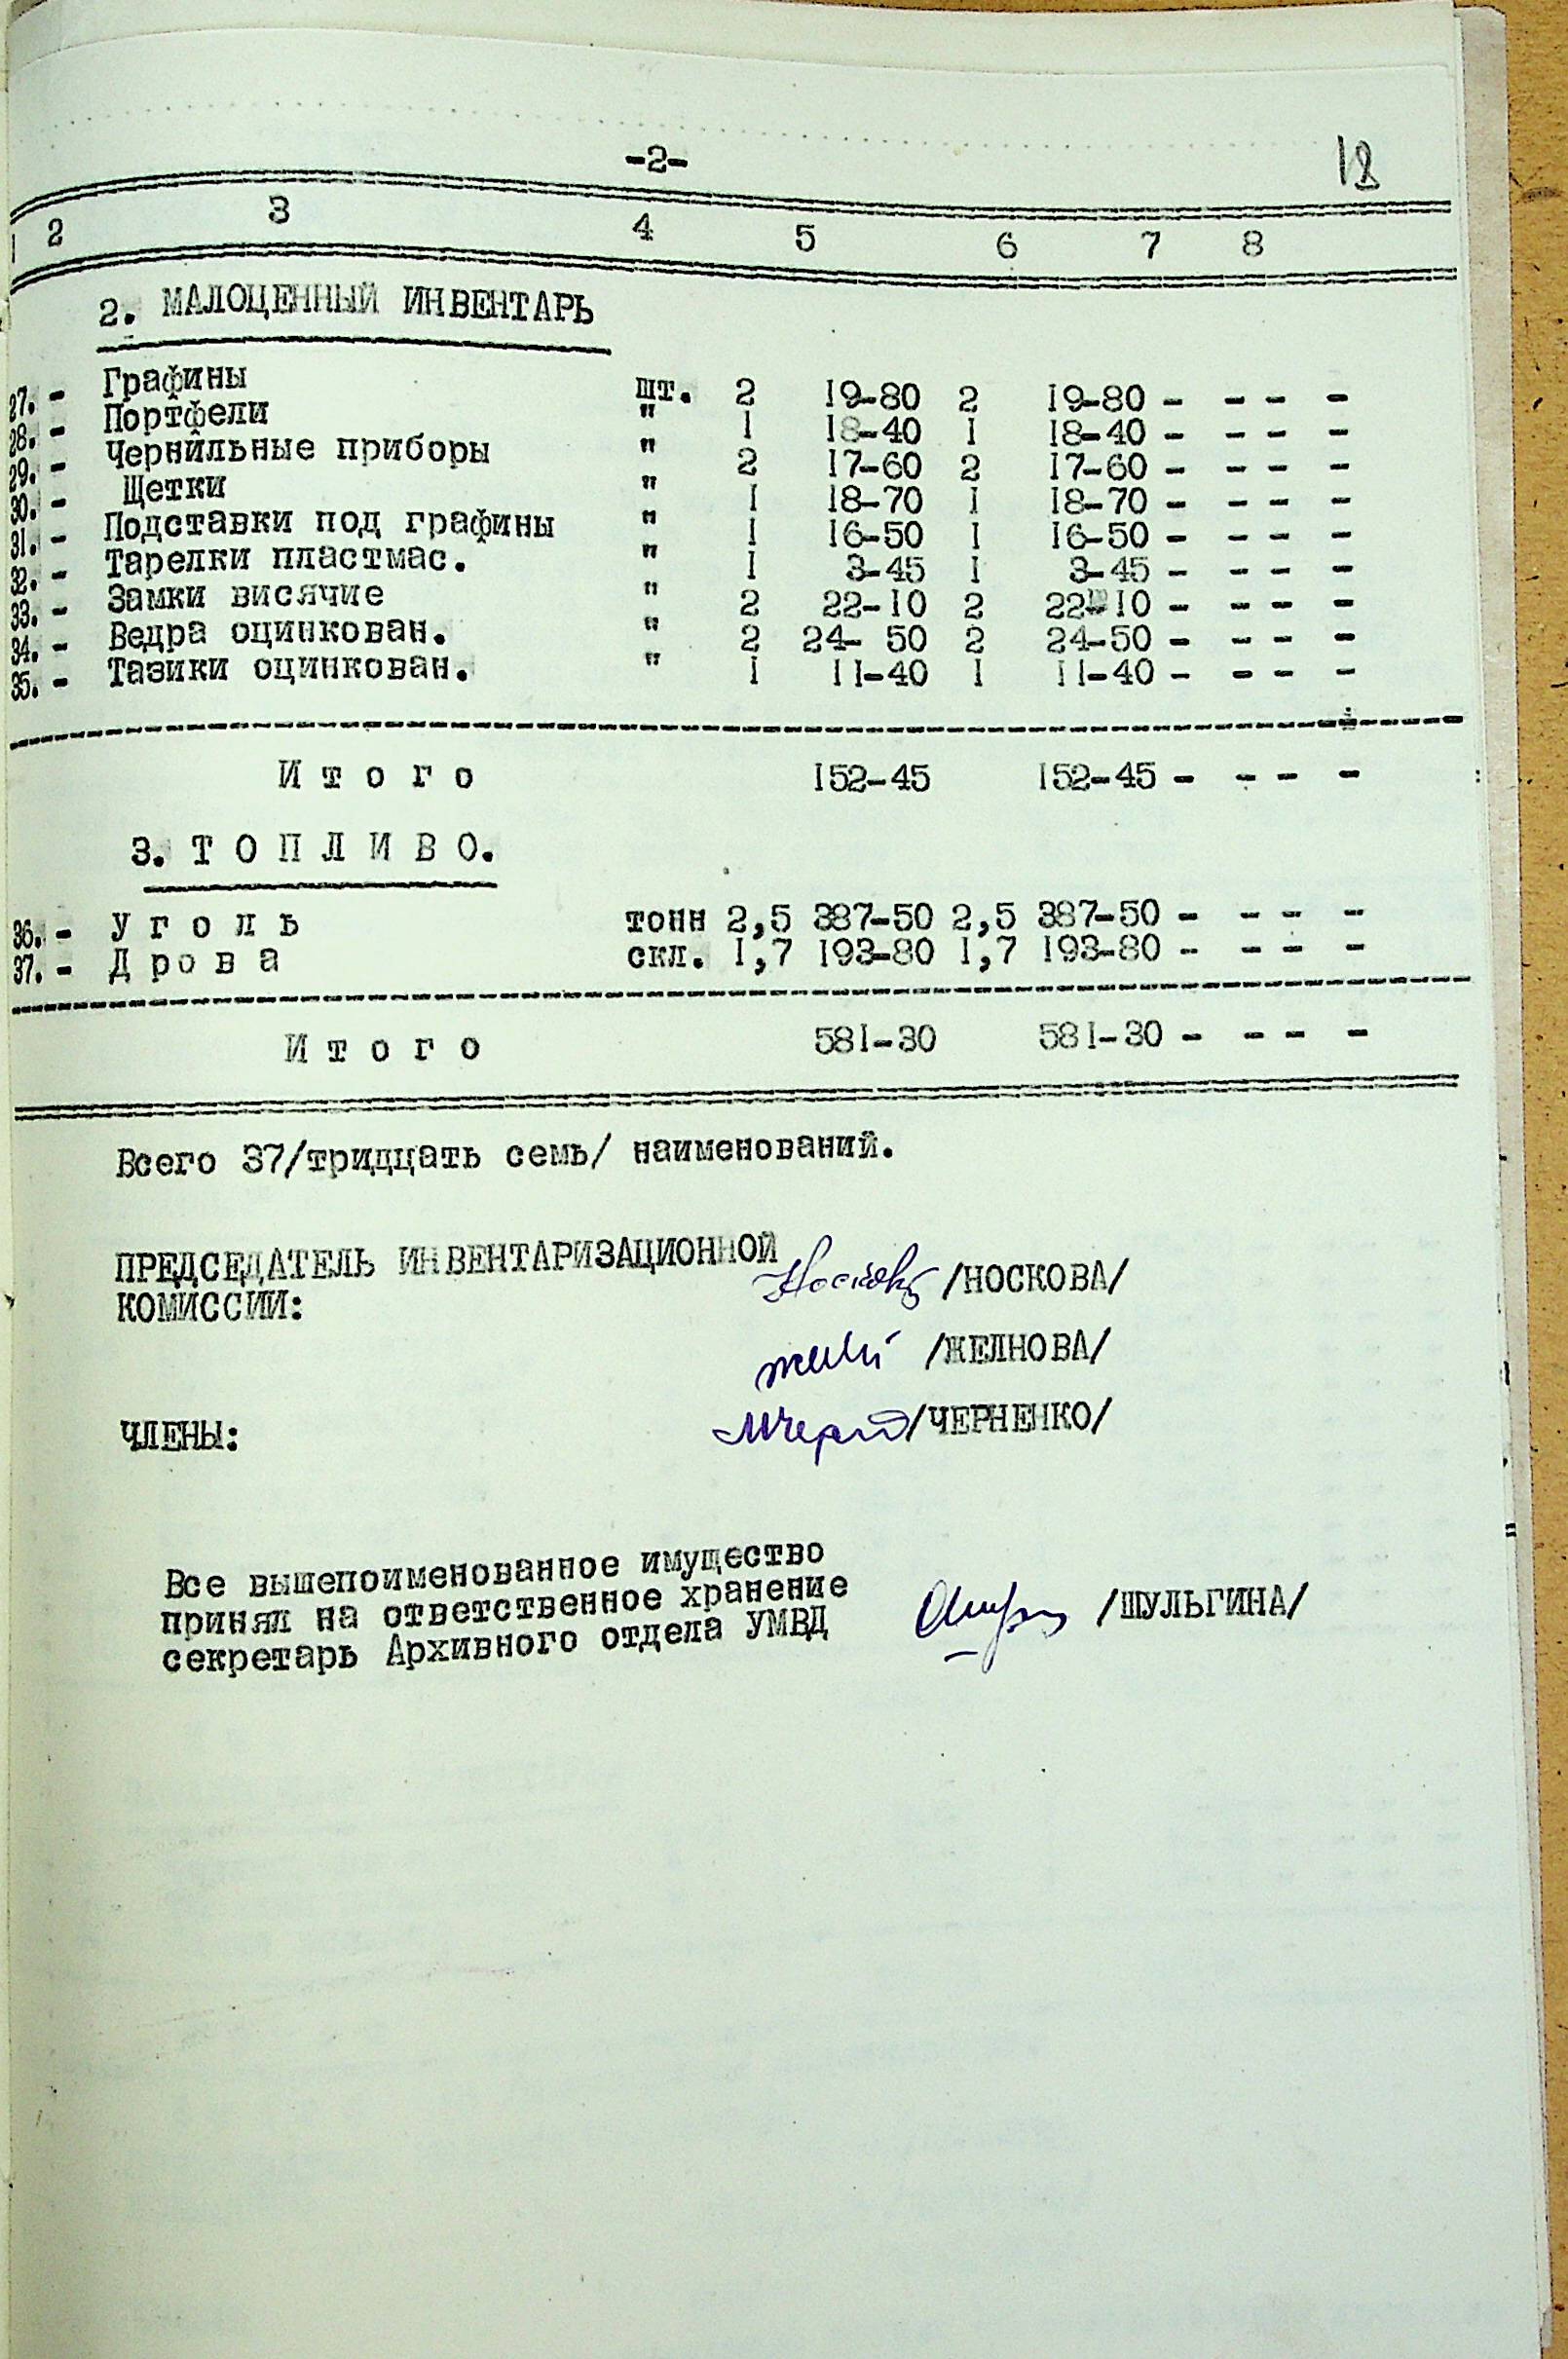 -2-
18
1 2 3 4 5 6 7 8
2. МАЛОЦЕННЫЙ ИНВЕНТАРЬ
27. - Графины шт. 2 19-80 2 19-80 - - - -
28. - Портфели " 1 18-40 1 18-40 - - - -
29. - Чернильные приборы " 2 17-60 2 17-60 - - - -
30. - Щетки " 1 18-70 1 18-70 - - - -
31. - Подставки под графины " 1 16-50 1 16-50 - - - -
32. - Тарелки пластмас. " 1 3-45 1 3-45 - - - -
33. - Замки висячие " 2 22-10 2 22-10 - - - -
34. - Ведра оцинкован. " 2 24- 50 2 24-50 - - - -
35. - Тазики оцинкован. " 1 11-40 1 11-40 - - - -
И т о г о 152-45 152-45 - - - -
3. Т О П Л И В О.
36. - У г о л ь тонн 2,5 387-50 2,5 387-50 - - - -
37. - Д р о в а скл. 1,7 193-80 1,7 193-80 - - - -
И т о г о 581-30 581-30 - - - -
Всего 37/тридцать семь/ наименований.
ПРЕДСЕДАТЕЛЬ ИНВЕНТАРИЗАЦИОННОЙ
КОМИССИИ: Носкова /НОСКОВА/
/ЖЕЛНОВА/
ЧЛЕНЫ: /ЧЕРНЕНКО/
Все вышепоименованное имущество
принял на ответственное хранение
секретарь Архивного отдела УМВД /ШУЛЬГИНА/